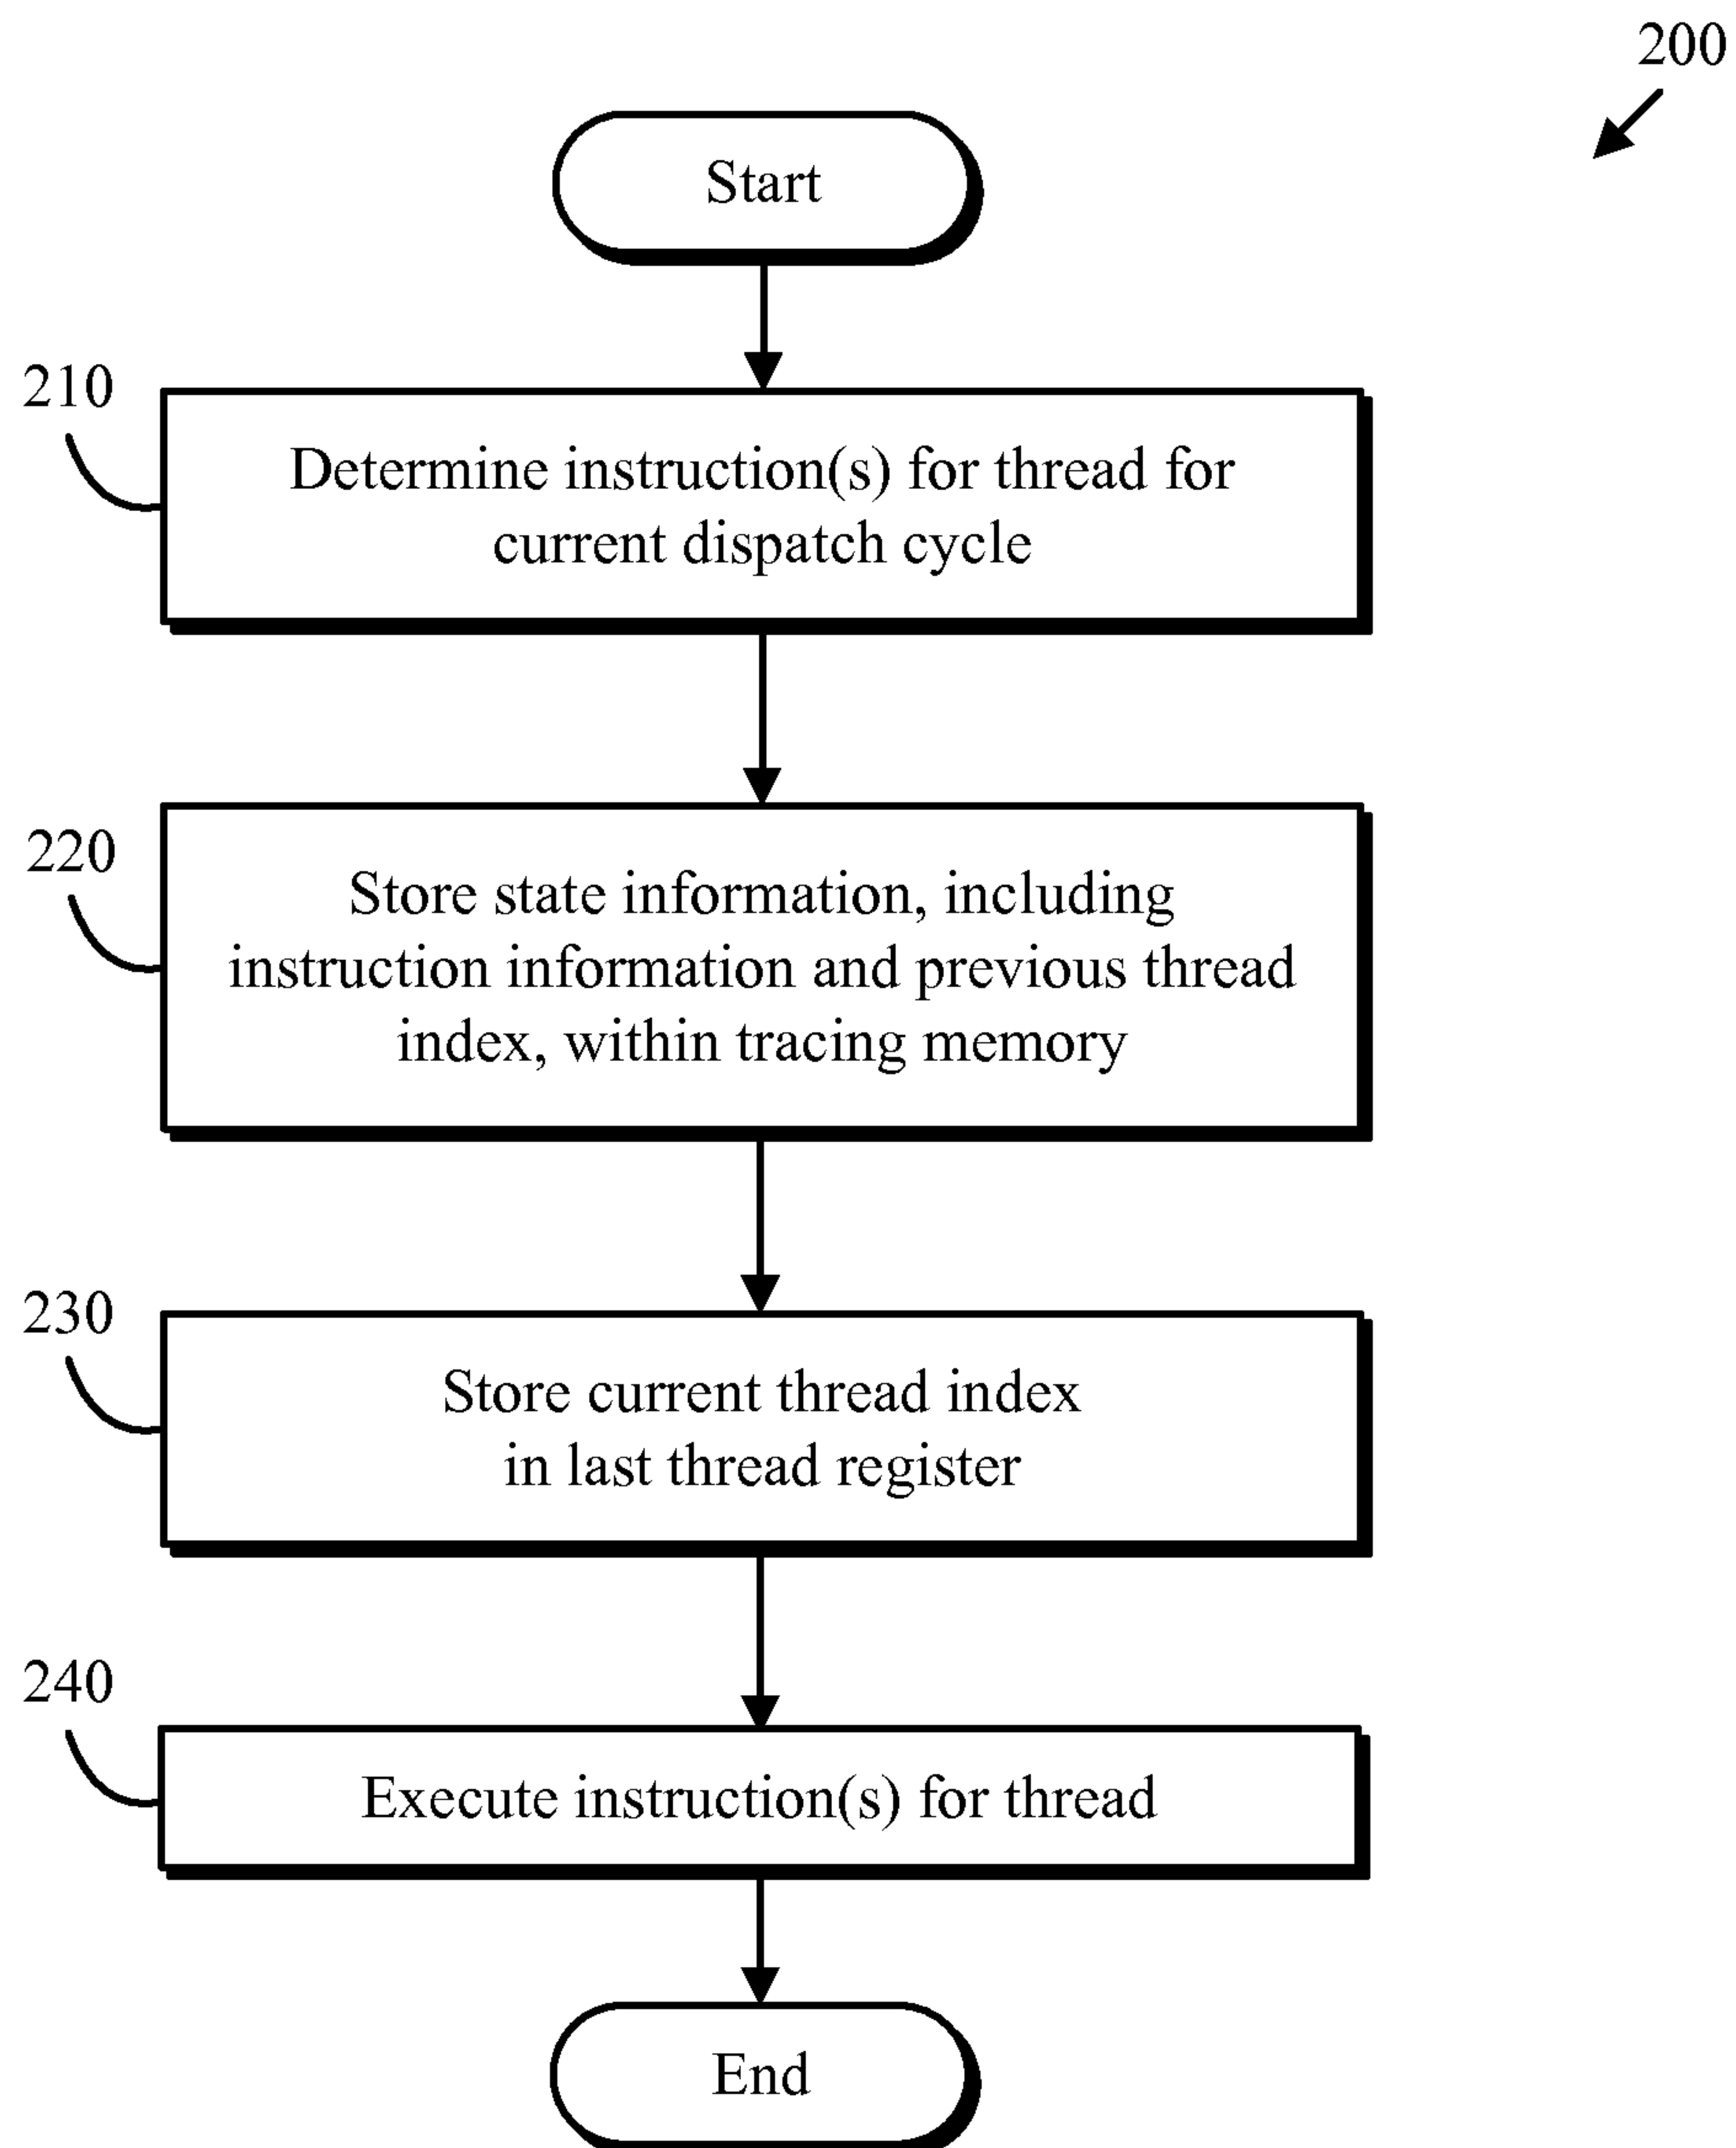 200
Start
210
Determine instruction(s) for thread for
current dispatch cycle
220
Store state information, including
instruction information and previous thread
index, within tracing memory
230
Store current thread index
in last thread register
240
Execute instruction(s) for thread
End